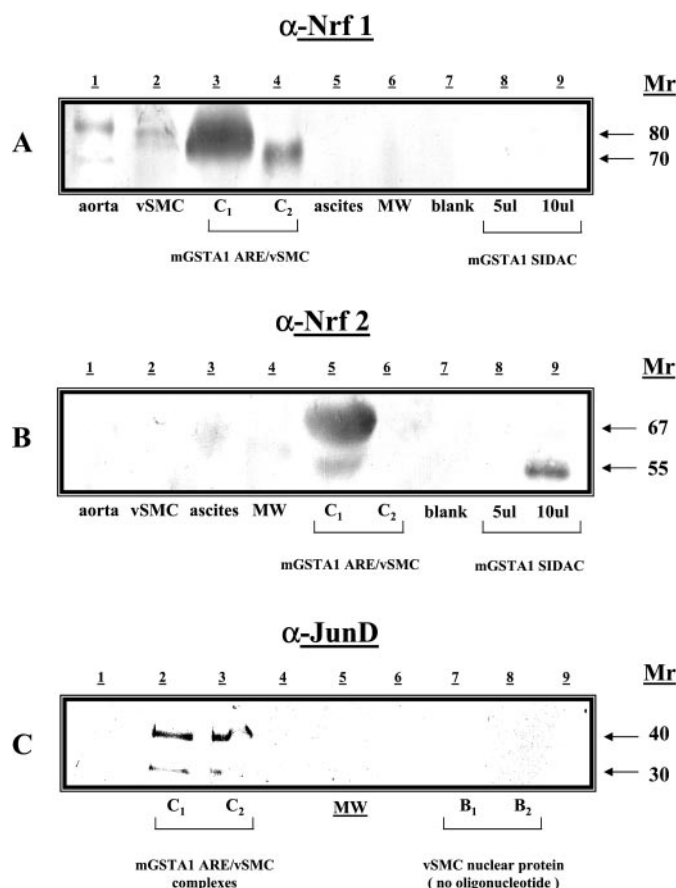 α-Nrf 1
1 2 3 4 5 6 7 8 9 Mr
A
80
70
aorta vSMC C1 C2 ascites MW blank 5ul 10ul
mGSTA1 ARE/vSMC mGSTA1 SIDAC
α-Nrf 2
1 2 3 4 5 6 7 8 9 Mr
B
67
55
aorta vSMC ascites MW C1 C2 blank 5ul 10ul
mGSTA1 ARE/vSMC mGSTA1 SIDAC
α-JunD
1 2 3 4 5 6 7 8 9 Mr
C
40
30
C1 C2 MW B1 B2
mGSTA1 ARE/vSMC vSMC nuclear protein
complexes ( no oligonucleotide )